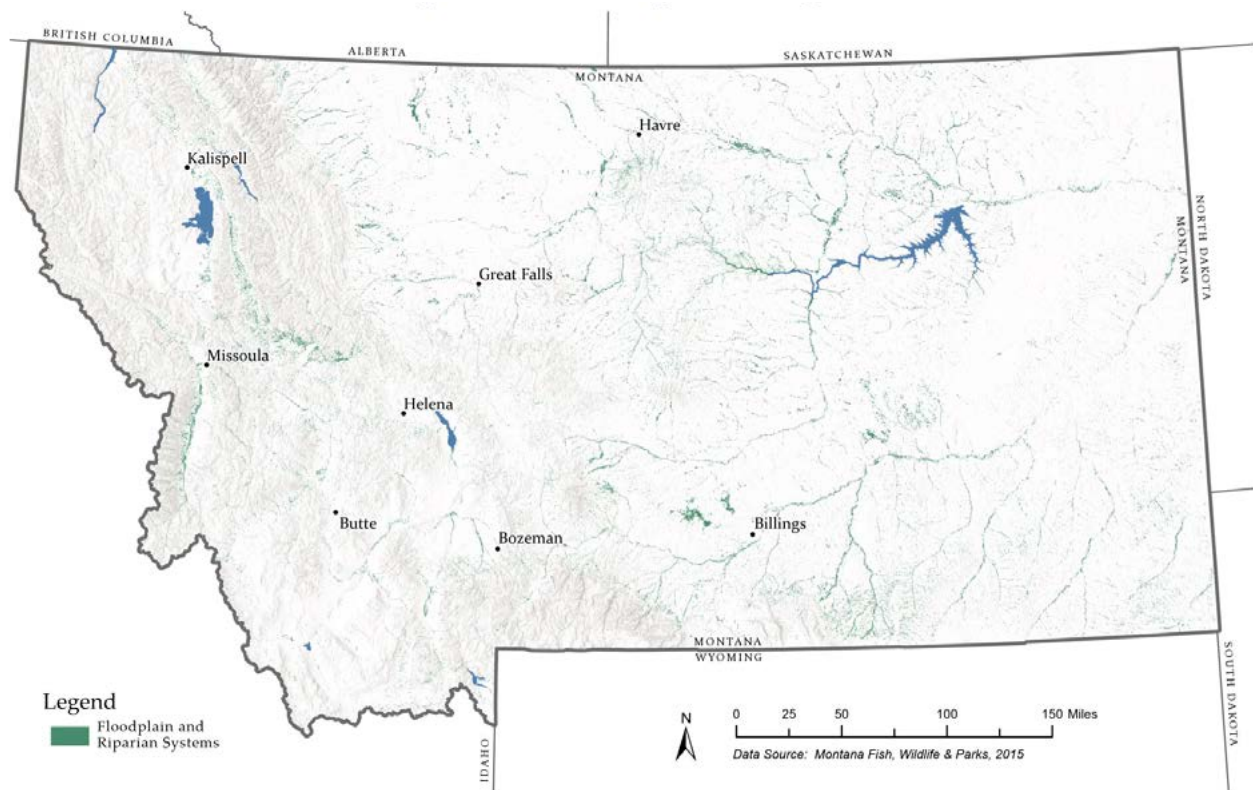 BRITISH COLUMBIA
ALBERTA
SASKATCHEWAN
MONTANA
Havre
Kalispell
NORTH DAKOTA
MONTANA
Great Falls
Missoula
Helena
Butte
Billings
Bozeman
MONTANA
WYOMING
SOUTH DAKOTA
IDAHO
Legend
Floodplain and
Riparian Systems
N
0 25 50 100 150 Miles
Data Source: Montana Fish, Wildlife & Parks, 2015